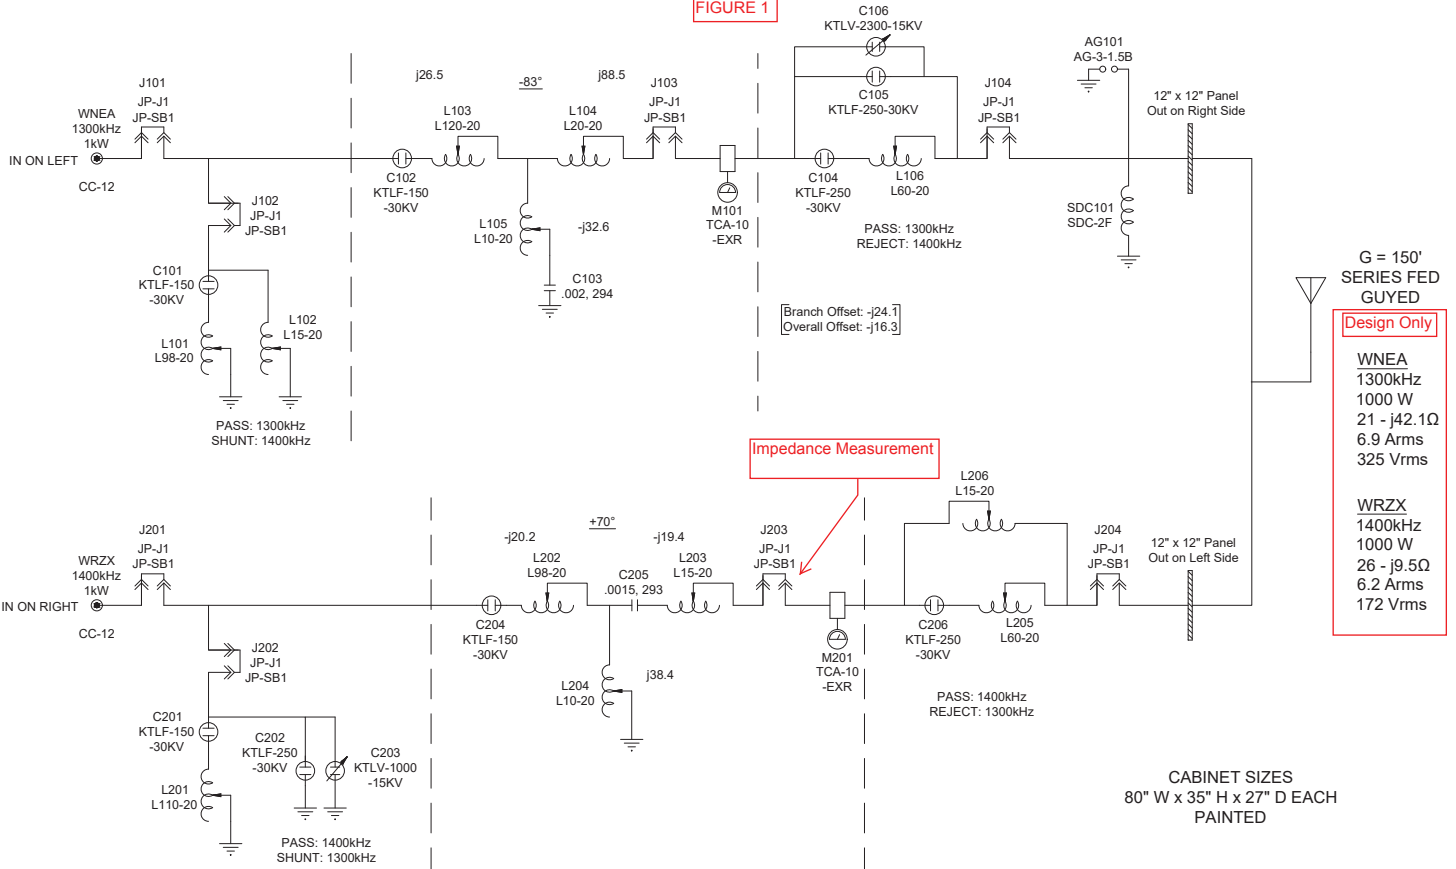 FIGURE 1
C106
KTLV-2300-15KV
AG101
AG-3-1.5B
J101
JP-J1
JP-SB1
j26.5
-83°
j88.5
J103
JP-J1
JP-SB1
C105
KTLF-250-30KV
J104
JP-J1
JP-SB1
12" x 12" Panel
Out on Right Side
WNEA
1300kHz
1kW
IN ON LEFT
CC-12
L103
L120-20
L104
L20-20
C102
KTLF-150
-30KV
M101
TCA-10
-EXR
C104
KTLF-250
-30KV
L106
L60-20
J102
JP-J1
JP-SB1
L105
L10-20
-j32.6
PASS: 1300kHz
REJECT: 1400kHz
SDC101
SDC-2F
C101
KTLF-150
-30KV
C103
.002, 294
L101
L98-20
L102
L15-20
Branch Offset: -j24.1
Overall Offset: -j16.3
PASS: 1300kHz
SHUNT: 1400kHz
G = 150'
SERIES FED
GUYED
Design Only
WNEA
1300kHz
1000 W
21 - j42.1Ω
6.9 Arms
325 Vrms
WRZX
1400kHz
1000 W
26 - j9.5Ω
6.2 Arms
172 Vrms
Impedance Measurement
L206
L15-20
J201
JP-J1
JP-SB1
-j20.2
+70°
-j19.4
J203
JP-J1
JP-SB1
J204
JP-J1
JP-SB1
12" x 12" Panel
Out on Left Side
WRZX
1400kHz
1kW
IN ON RIGHT
CC-12
L202
L98-20
C205
.0015, 293
L203
L15-20
C204
KTLF-150
-30KV
M201
TCA-10
-EXR
C206
KTLF-250
-30KV
L205
L60-20
J202
JP-J1
JP-SB1
L204
L10-20
j38.4
PASS: 1400kHz
REJECT: 1300kHz
C201
KTLF-150
-30KV
C202
KTLF-250
-30KV
C203
KTLV-1000
-15KV
L201
L110-20
PASS: 1400kHz
SHUNT: 1300kHz
CABINET SIZES
80" W x 35" H x 27" D EACH
PAINTED